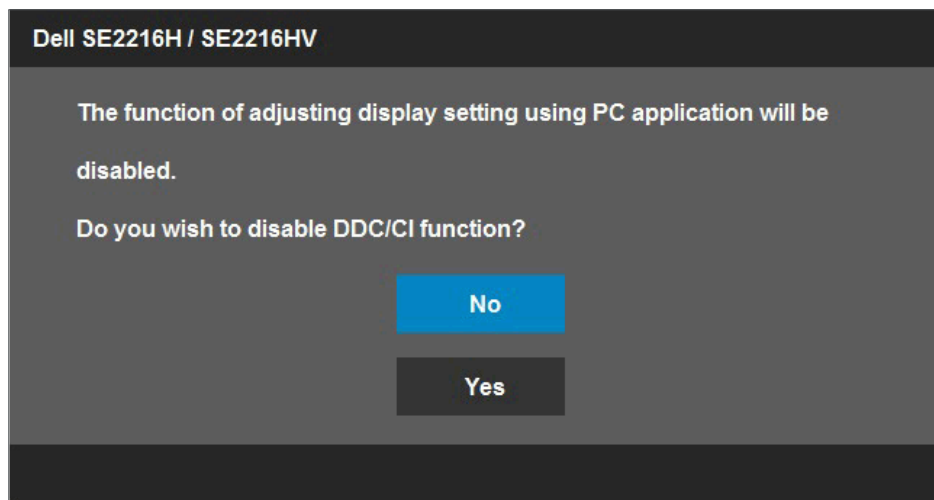 Dell SE2216H / SE2216HV
The function of adjusting display setting using PC application will be
disabled.
Do you wish to disable DDC/CI function?
No
Yes